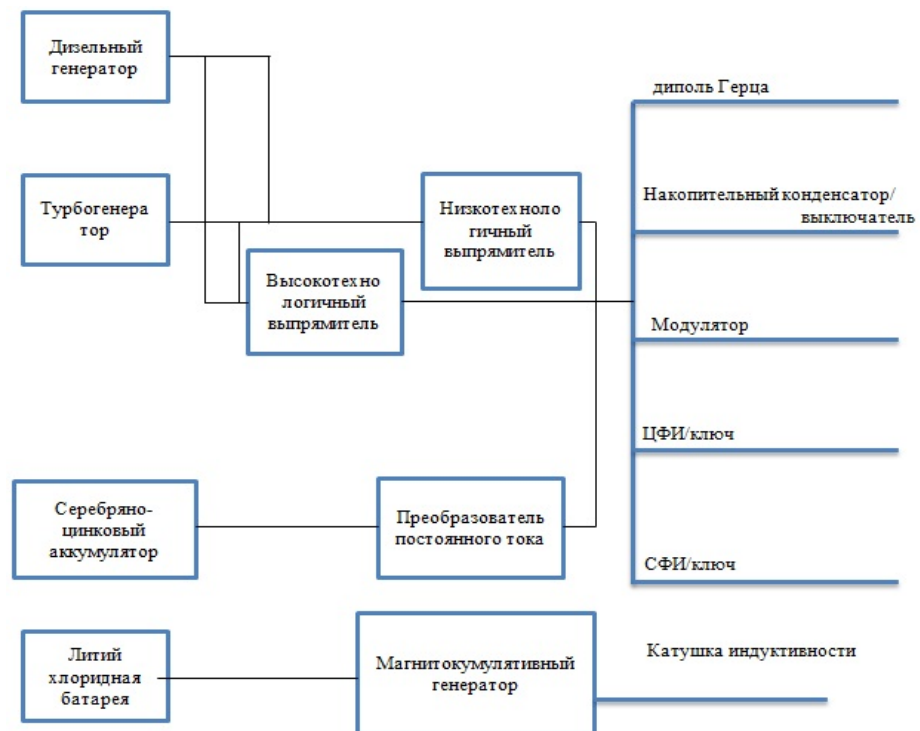 Дизельный
генератор
диполь Герца
Турбогенера
тор
Низкотехноло
гичный
выпрямитель
Накопительный конденсатор/
выключатель
Высокотехно
логичный
выпрямитель
Модулятор
ЦФИ/ключ
Серебряно-
цинковый
аккумулятор
Преобразователь
постоянного тока
СФИ/ключ
Литий
хлоридная
батарея
Магнитокумулятивный
генератор
Катушка индуктивности